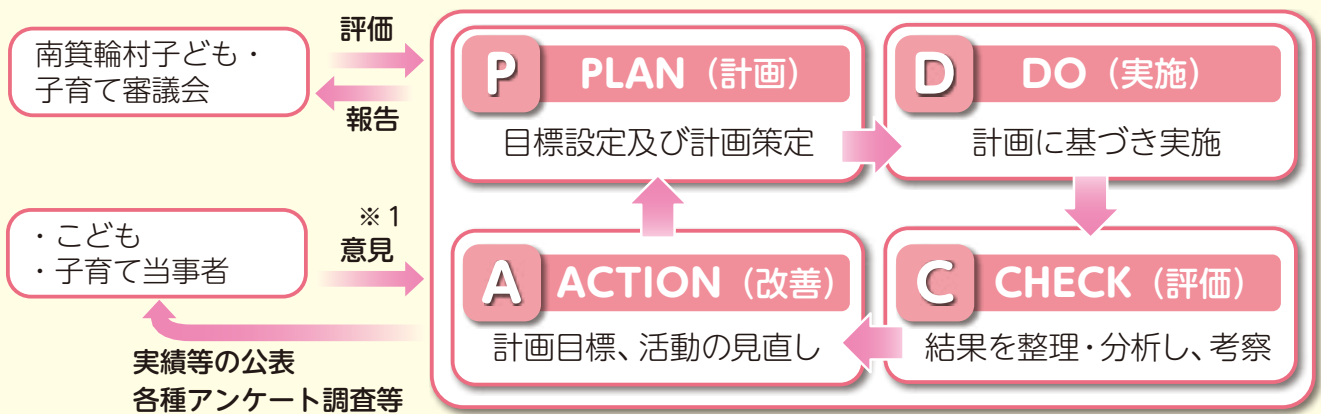 南箕輪村子ども・
子育て審議会
評価
報告
・こども
・子育て当事者
※1
意見
実績等の公表
各種アンケート調査等
P
PLAN（計画）
目標設定及び計画策定
D
DO（実施）
計画に基づき実施
C
CHECK（評価）
結果を整理・分析し、考察
A
ACTION（改善）
計画目標、活動の見直し